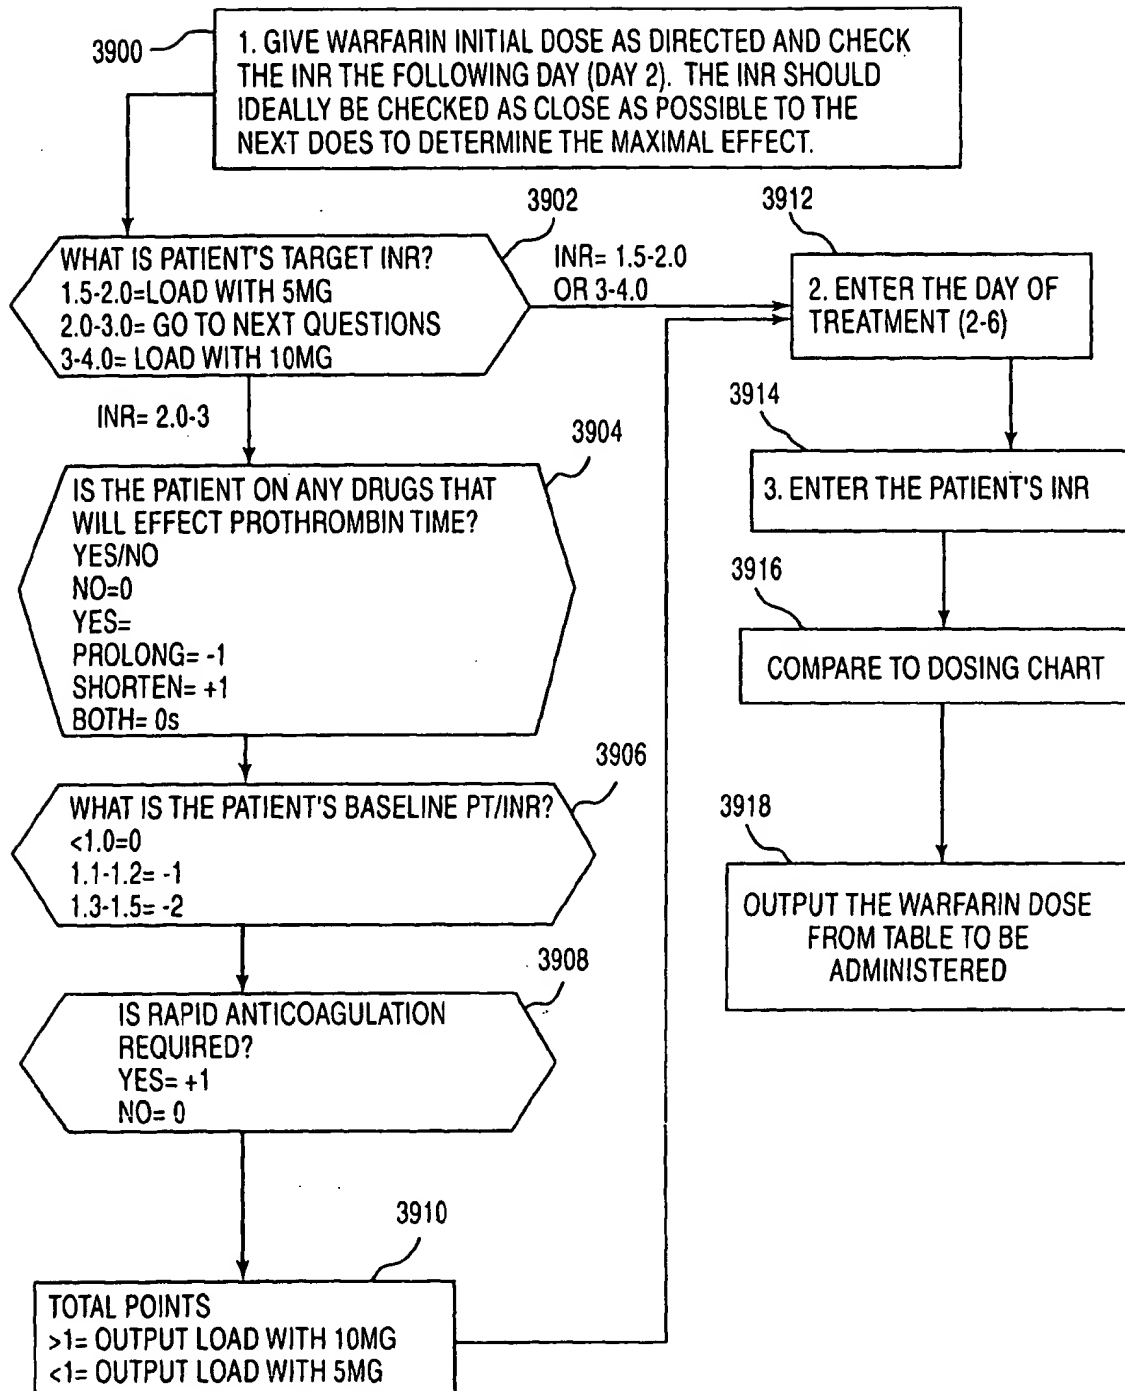 3900
1. GIVE WARFARIN INITIAL DOSE AS DIRECTED AND CHECK
THE INR THE FOLLOWING DAY (DAY 2). THE INR SHOULD
IDEALLY BE CHECKED AS CLOSE AS POSSIBLE TO THE
NEXT DOES TO DETERMINE THE MAXIMAL EFFECT.
3902
WHAT IS PATIENT'S TARGET INR?
1.5-2.0=LOAD WITH 5MG
2.0-3.0= GO TO NEXT QUESTIONS
3-4.0= LOAD WITH 10MG
INR= 1.5-2.0
OR 3-4.0
INR= 2.0-3
3904
IS THE PATIENT ON ANY DRUGS THAT
WILL EFFECT PROTHROMBIN TIME?
YES/NO
NO=0
YES=
PROLONG= -1
SHORTEN= +1
BOTH= 0s
3906
WHAT IS THE PATIENT'S BASELINE PT/INR?
<1.0=0
1.1-1.2= -1
1.3-1.5= -2
3908
IS RAPID ANTICOAGULATION
REQUIRED?
YES= +1
NO= 0
3910
TOTAL POINTS
>1= OUTPUT LOAD WITH 10MG
<1= OUTPUT LOAD WITH 5MG
3912
2. ENTER THE DAY OF
TREATMENT (2-6)
3914
3. ENTER THE PATIENT'S INR
3916
COMPARE TO DOSING CHART
3918
OUTPUT THE WARFARIN DOSE
FROM TABLE TO BE
ADMINISTERED